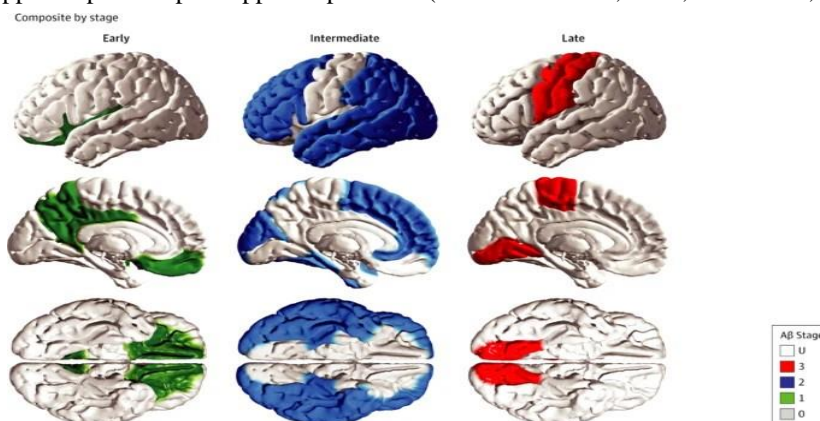 Composite by stage
Early Intermediate Late
Aβ Stage
U
3
2
1
0